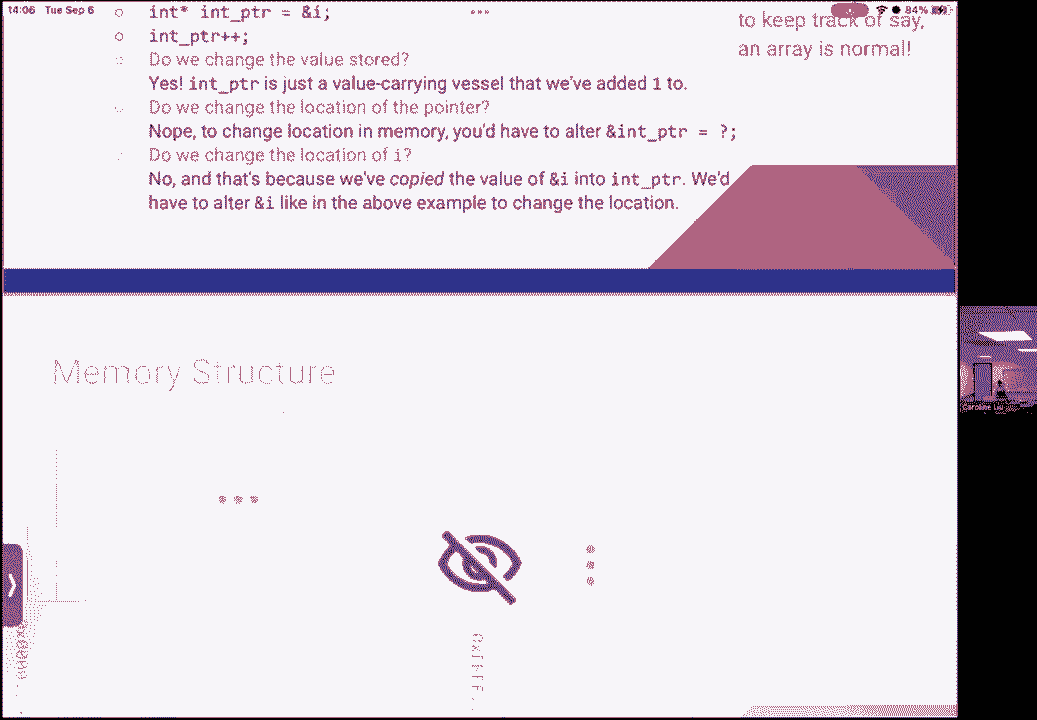 14:06 Tue Sep 6
84%
int* int_ptr = &i;
int_ptr++;
Do we change the value stored?
Yes! int_ptr is just a value-carrying vessel that we've added 1 to.
Do we change the location of the pointer?
Nope, to change location in memory, you'd have to alter &int_ptr = ?;
Do we change the location of i?
No, and that's because we've copied the value of &i into int_ptr. We'd
have to alter &i like in the above example to change the location.
to keep track of say,
an array is normal!
Memory Structure
Caroline Liu